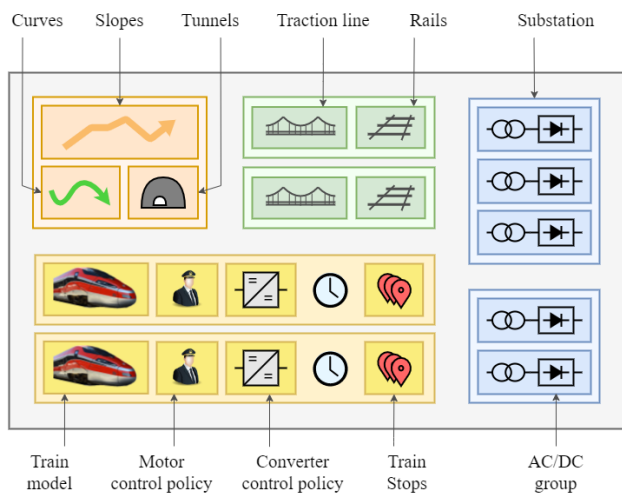 Curves
Slopes
Tunnels
Traction line
Rails
Substation
Train
model
Motor
control policy
Converter
control policy
Train
Stops
AC/DC
group